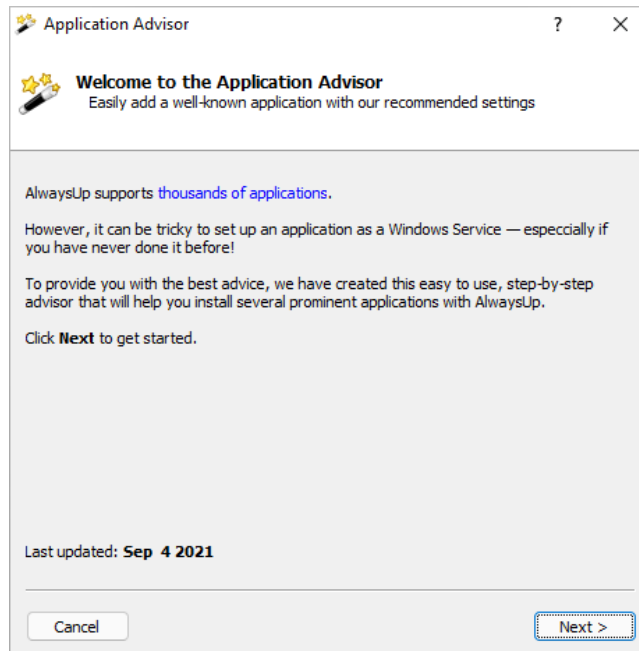 Application Advisor ?
Welcome to the Application Advisor
Easily add a well-known application with our recommended settings
AlwaysUp supports thousands of applications.
However, it can be tricky to set up an application as a Windows Service — especcially if
you have never done it before!
To provide you with the best advice, we have created this easy to use, step-by-step
advisor that will help you install several prominent applications with AlwaysUp.
Click Next to get started.
Last updated: Sep 4 2021
Cancel Next >